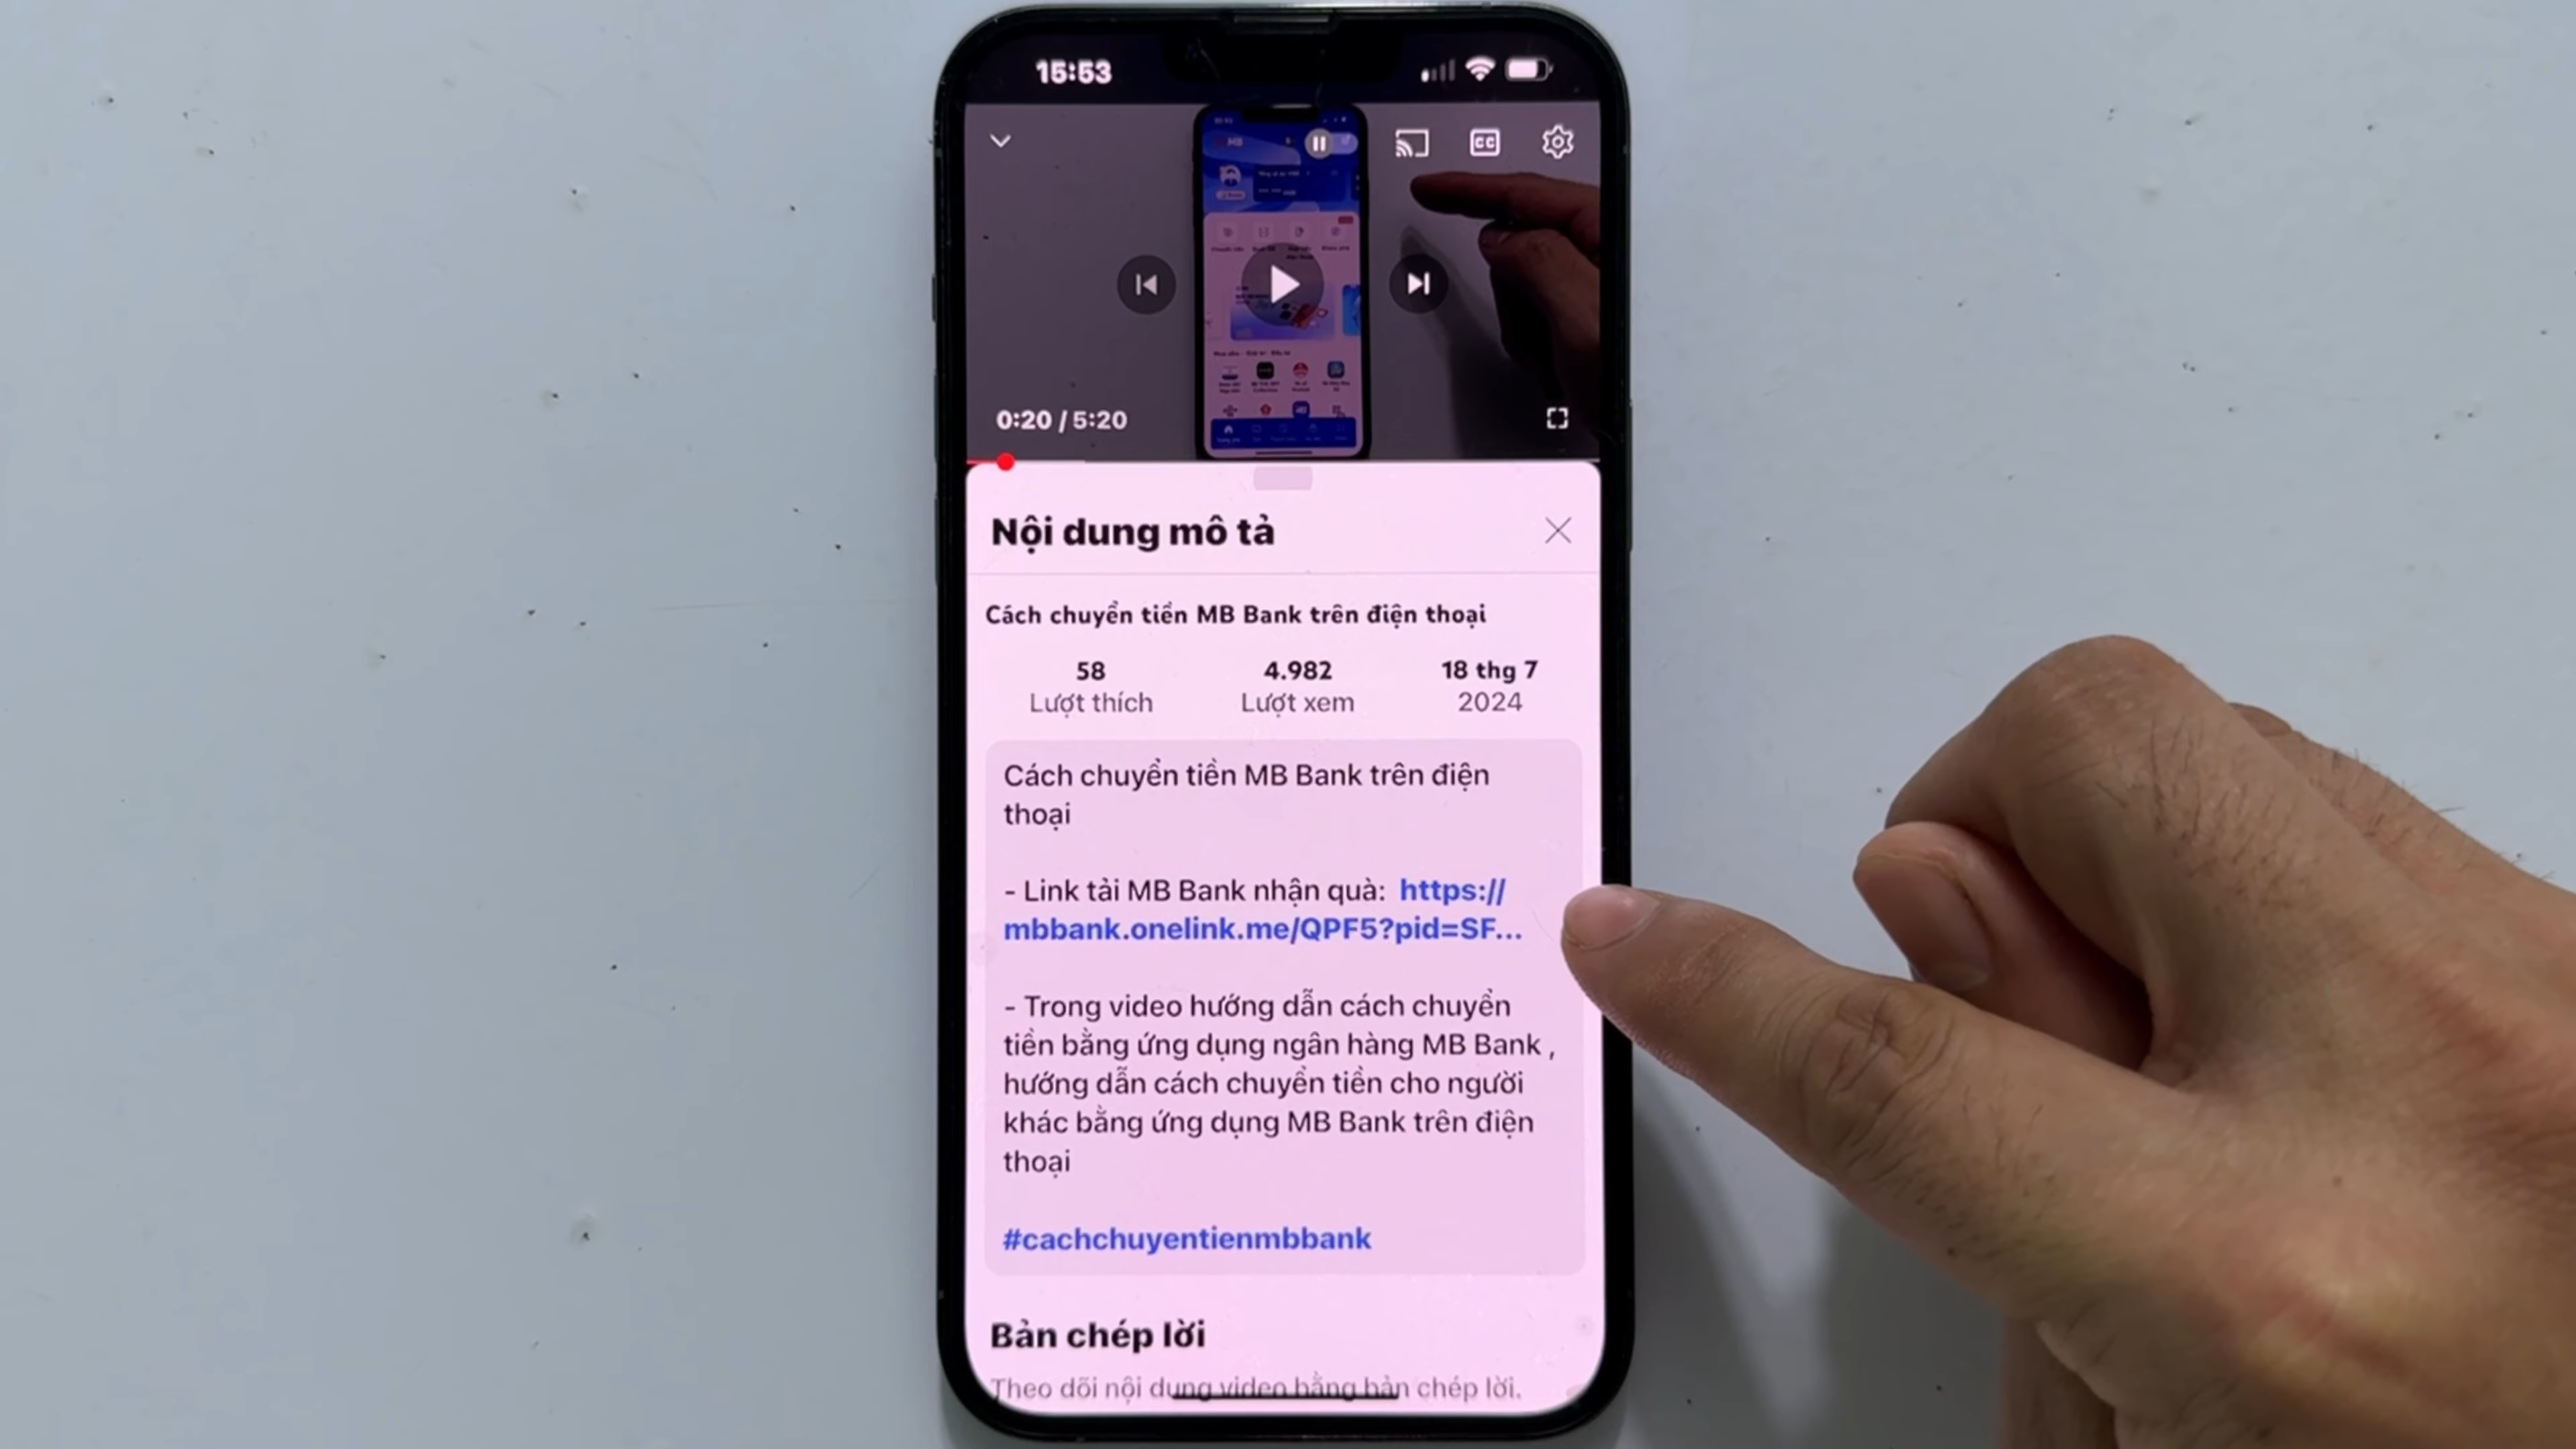 15:53
MB
CC
0:20 / 5:20
Nội dung mô tả
Cách chuyển tiền MB Bank trên điện thoại
58 4.982 18 thg 7
Lượt thích Lượt xem 2024
Cách chuyển tiền MB Bank trên điện
thoại
- Link tải MB Bank nhận quà: https://
mbbank.onelink.me/QPF5?pid=SF...
- Trong video hướng dẫn cách chuyển
tiền bằng ứng dụng ngân hàng MB Bank ,
hướng dẫn cách chuyển tiền cho người
khác bằng ứng dụng MB Bank trên điện
thoại
#cachchuyentienmbbank
Bản chép lời
Theo dõi nội dung video bằng bản chép lời.